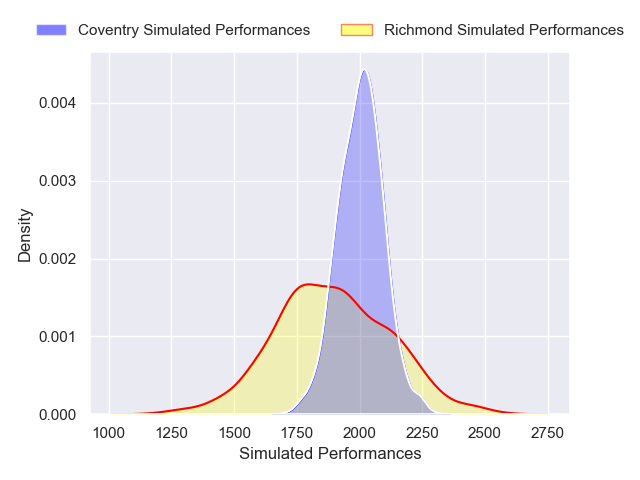 Coventry Simulated Performances Richmond Simulated Performances
0.004
0.003
0.002
0.001
0.000
Density
1000 1250 1500 1750 2000 2250 2500 2750
Simulated Performances